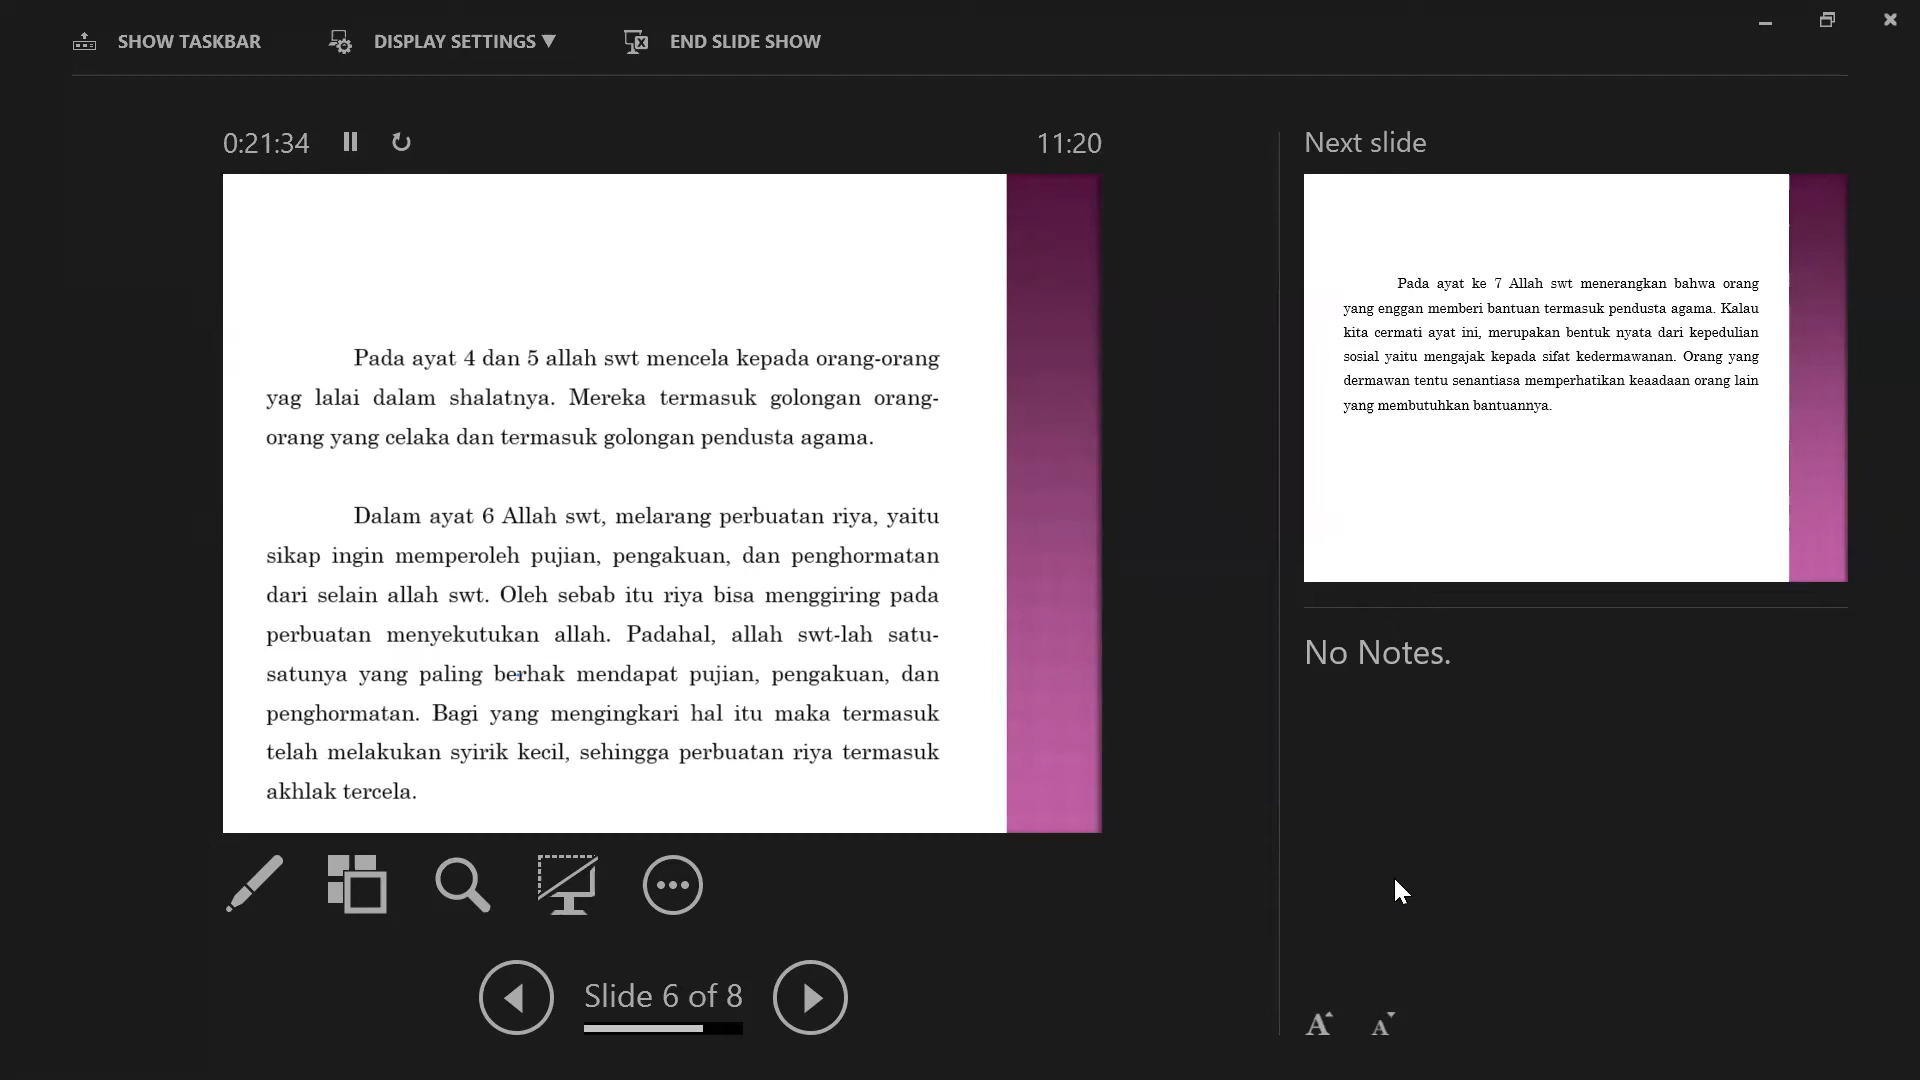 SHOW TASKBAR
DISPLAY SETTINGS ▼
END SLIDE SHOW
0:21:34
11:20
Pada ayat 4 dan 5 allah swt mencela kepada orang-orang
yag lalai dalam shalatnya. Mereka termasuk golongan orang-
orang yang celaka dan termasuk golongan pendusta agama.
Dalam ayat 6 Allah swt, melarang perbuatan riya, yaitu
sikap ingin memperoleh pujian, pengakuan, dan penghormatan
dari selain allah swt. Oleh sebab itu riya bisa menggiring pada
perbuatan menyekutukan allah. Padahal, allah swt-lah satu-
satunya yang paling berhak mendapat pujian, pengakuan, dan
penghormatan. Bagi yang mengingkari hal itu maka termasuk
telah melakukan syirik kecil, sehingga perbuatan riya termasuk
akhlak tercela.
Slide 6 of 8
Next slide
Pada ayat ke 7 Allah swt menerangkan bahwa orang
yang enggan memberi bantuan termasuk pendusta agama. Kalau
kita cermati ayat ini, merupakan bentuk nyata dari kepedulian
sosial yaitu mengajak kepada sifat kedermawanan. Orang yang
dermawan tentu senantiasa memperhatikan keaadaan orang lain
yang membutuhkan bantuannya.
No Notes.
A A